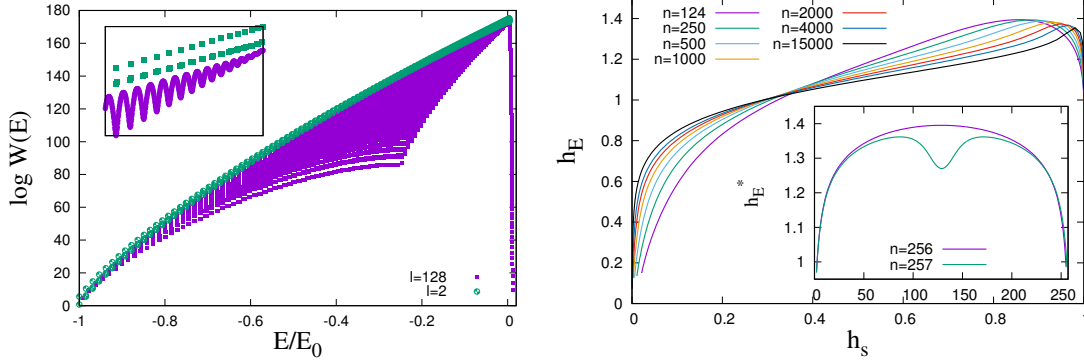 180
160
140
120
100
80
60
40
20
0
log W(E)
l=128
l=2
-1
-0.8
-0.6
-0.4
-0.2
0
E/E0
n=124
n=250
n=500
n=1000
n=2000
n=4000
n=15000
1.4
1.2
1
0.8
0.6
0.4
0.2
0
hE
1.4
1.3
1.2
1.1
1
hE*
n=256
n=257
0
50
100
150
200
250
0
0.2
0.4
0.6
0.8
1
hs